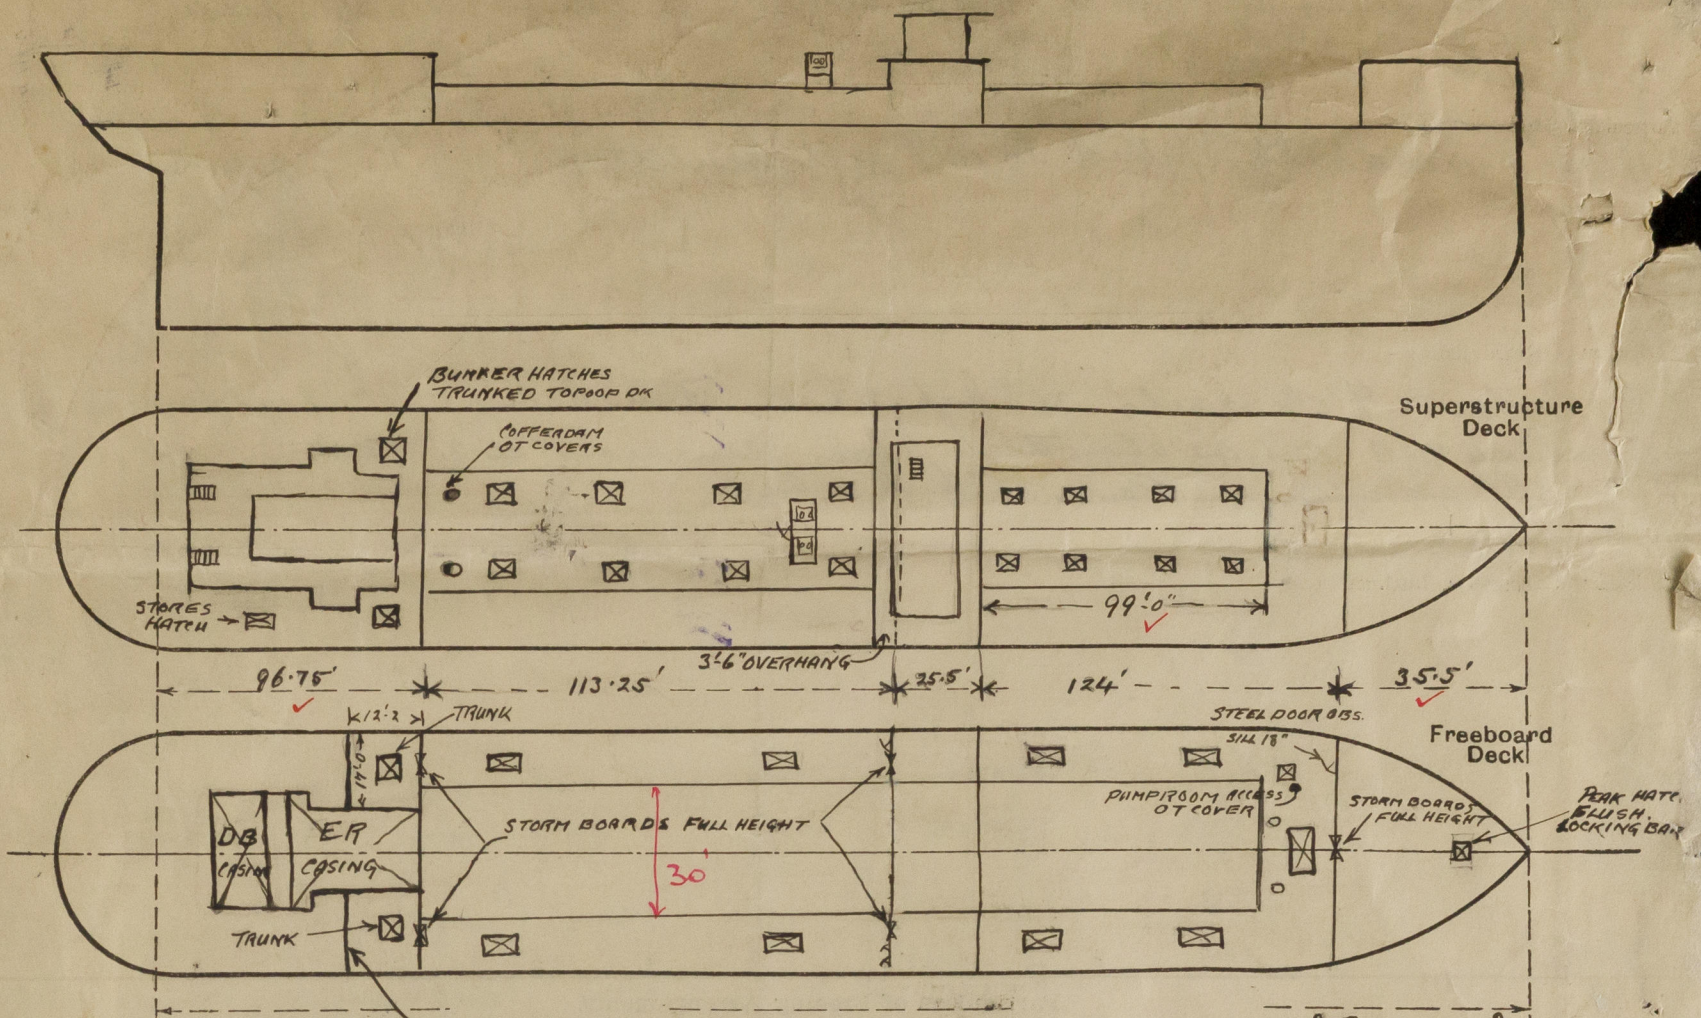 BUNKER HATCHES
TRUNKED TOPOOP DK
COFFERDAM
OT COVERS
Superstructure
Deck
STORES
HATCH
99'-0"
3'-6" OVERHANG
96.75'
113.25'
25.5'
124'
35.5'
12'-2
TRUNK
STEEL DOOR OBS.
SILL 18"
Freeboard
Deck
14'-0"
PUMPROOM ACCESS
OT COVER
STORM BOARDS
FULL HEIGHT
PEAK HATC
FLUSH.
LOCKING BAR
DB
CASING
ER
CASING
STORM BOARDS FULL HEIGHT
30'
TRUNK